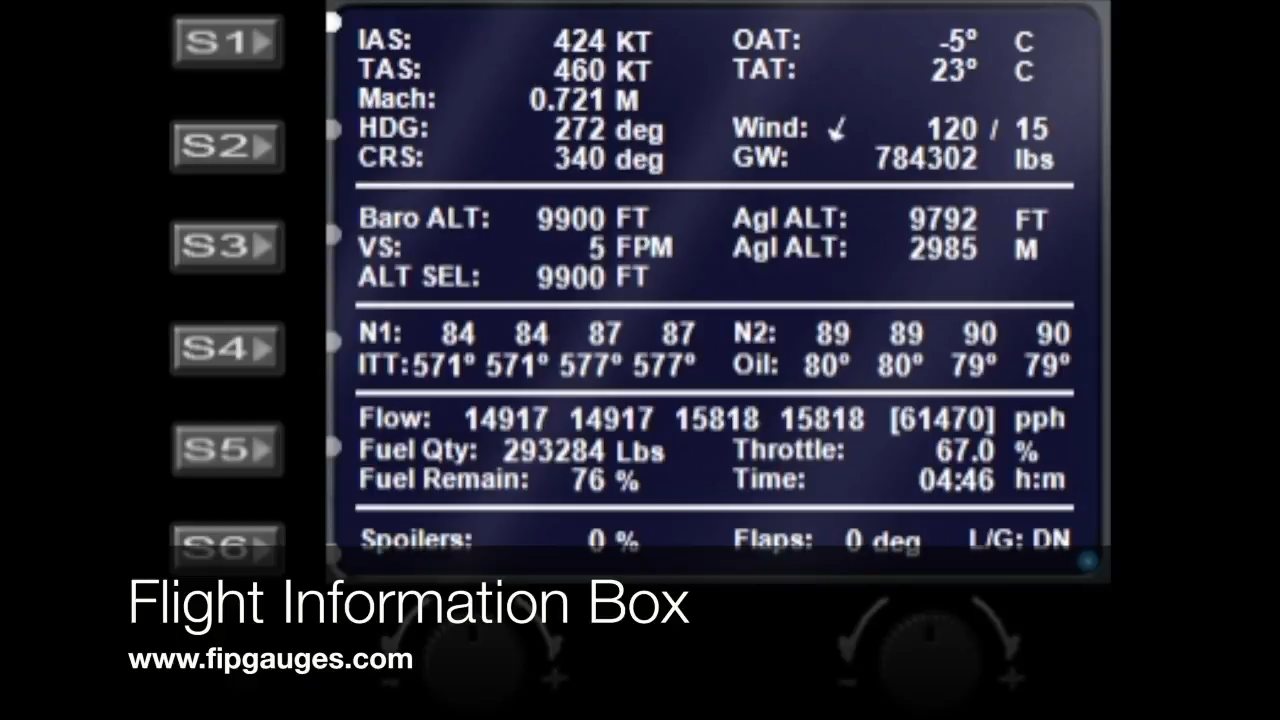 S1
IAS: 424 KT OAT: -5° C
TAS: 460 KT TAT: 23° C
Mach: 0.721 M
S2
HDG: 272 deg Wind: 120 / 15
CRS: 340 deg GW: 784302 lbs
S3
Baro ALT: 9900 FT Agl ALT: 9792 FT
VS: 5 FPM Agl ALT: 2985 M
ALT SEL: 9900 FT
S4
N1: 84 84 87 87 N2: 89 89 90 90
ITT: 571° 571° 577° 577° Oil: 80° 80° 79° 79°
S5
Flow: 14917 14917 15818 15818 [61470] pph
Fuel Qty: 293284 Lbs Throttle: 67.0 %
Fuel Remain: 76 % Time: 04:46 h:m
S6
Spoilers: 0 % Flaps: 0 deg L/G: DN
Flight Information Box
www.fipgauges.com
- + - +